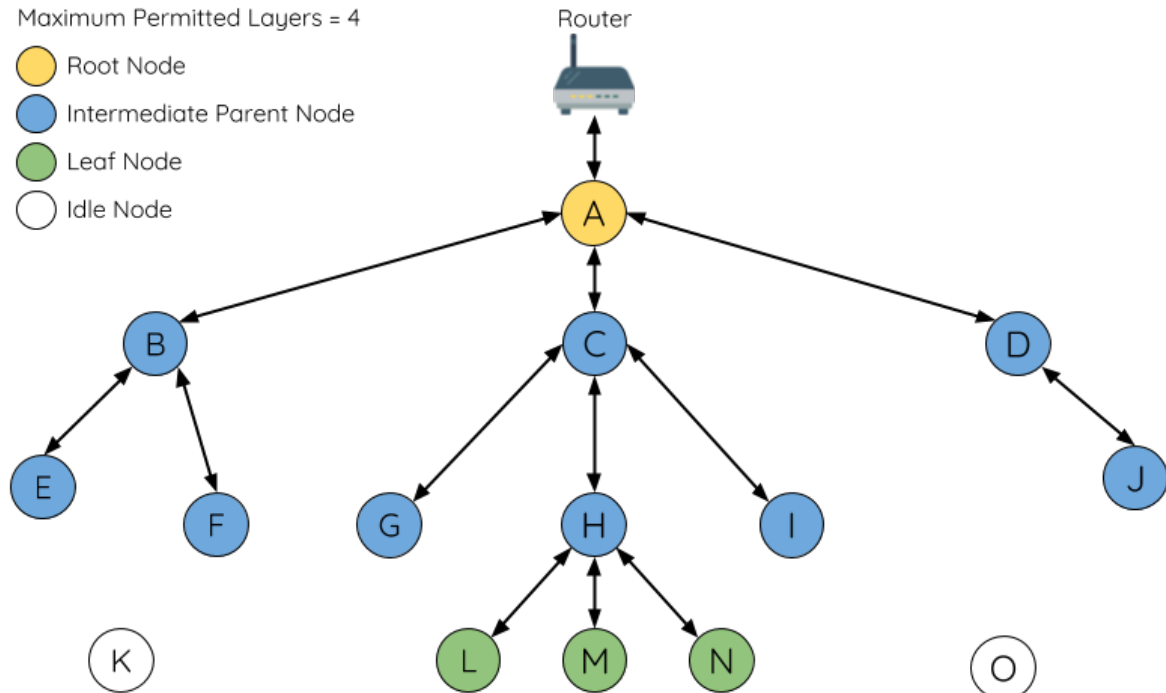 Maximum Permitted Layers = 4
Router
Root Node
Intermediate Parent Node
Leaf Node
Idle Node
A
B
C
D
E
F
G
H
I
J
K
L
M
N
O